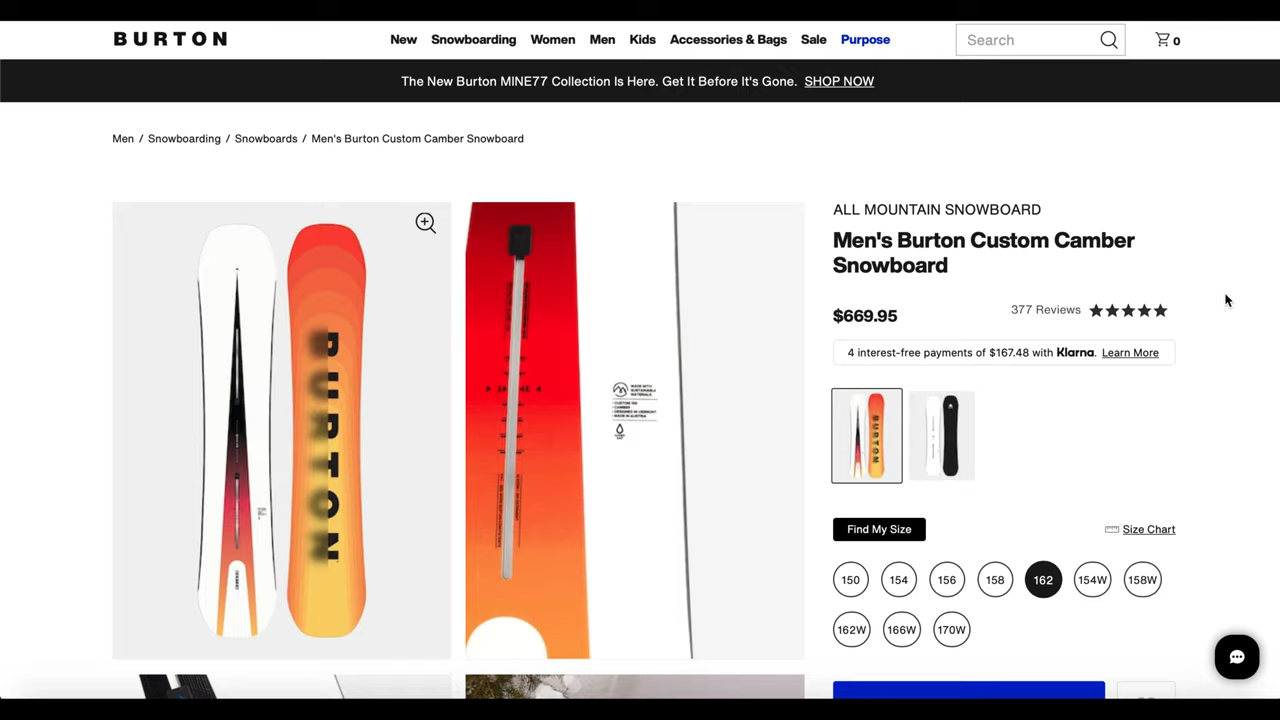 BURTON
New Snowboarding Women Men Kids Accessories & Bags Sale Purpose
Search
0
The New Burton MINE77 Collection Is Here. Get It Before It's Gone. SHOP NOW
Men / Snowboarding / Snowboards / Men's Burton Custom Camber Snowboard
BURTON
ALL MOUNTAIN SNOWBOARD
Men's Burton Custom Camber
Snowboard
$669.95
377 Reviews
4 interest-free payments of $167.48 with Klarna. Learn More
BURTON
Find My Size
Size Chart
150 154 156 158 162 154W 158W
162W 166W 170W